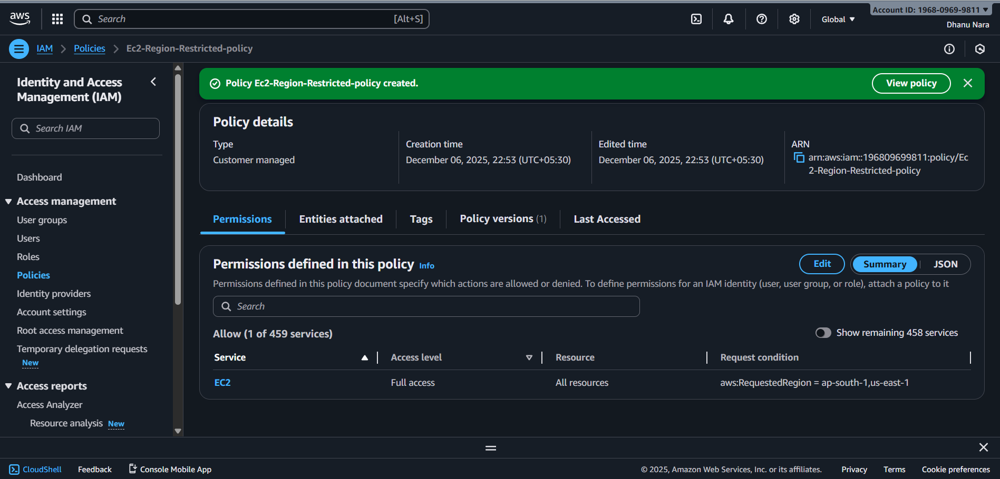 aws
Search
[Alt+S]
Global
Account ID: 1968-0969-9811
Dhanu Nara
IAM
Policies
Ec2-Region-Restricted-policy
Identity and Access
Management (IAM)
Search IAM
Dashboard
Access management
User groups
Users
Roles
Policies
Identity providers
Account settings
Root access management
Temporary delegation requests
New
Access reports
Access Analyzer
Resource analysis New
Policy Ec2-Region-Restricted-policy created.
View policy
Policy details
Type
Customer managed
Creation time
December 06, 2025, 22:53 (UTC+05:30)
Edited time
December 06, 2025, 22:53 (UTC+05:30)
ARN
arn:aws:iam::196809699811:policy/Ec
2-Region-Restricted-policy
Permissions
Entities attached
Tags
Policy versions (1)
Last Accessed
Permissions defined in this policy Info
Edit
Summary
JSON
Permissions defined in this policy document specify which actions are allowed or denied. To define permissions for an IAM identity (user, user group, or role), attach a policy to it
Search
Allow (1 of 459 services)
Show remaining 458 services
Service
Access level
Resource
Request condition
EC2
Full access
All resources
aws:RequestedRegion = ap-south-1,us-east-1
CloudShell
Feedback
Console Mobile App
© 2025, Amazon Web Services, Inc. or its affiliates.
Privacy
Terms
Cookie preferences